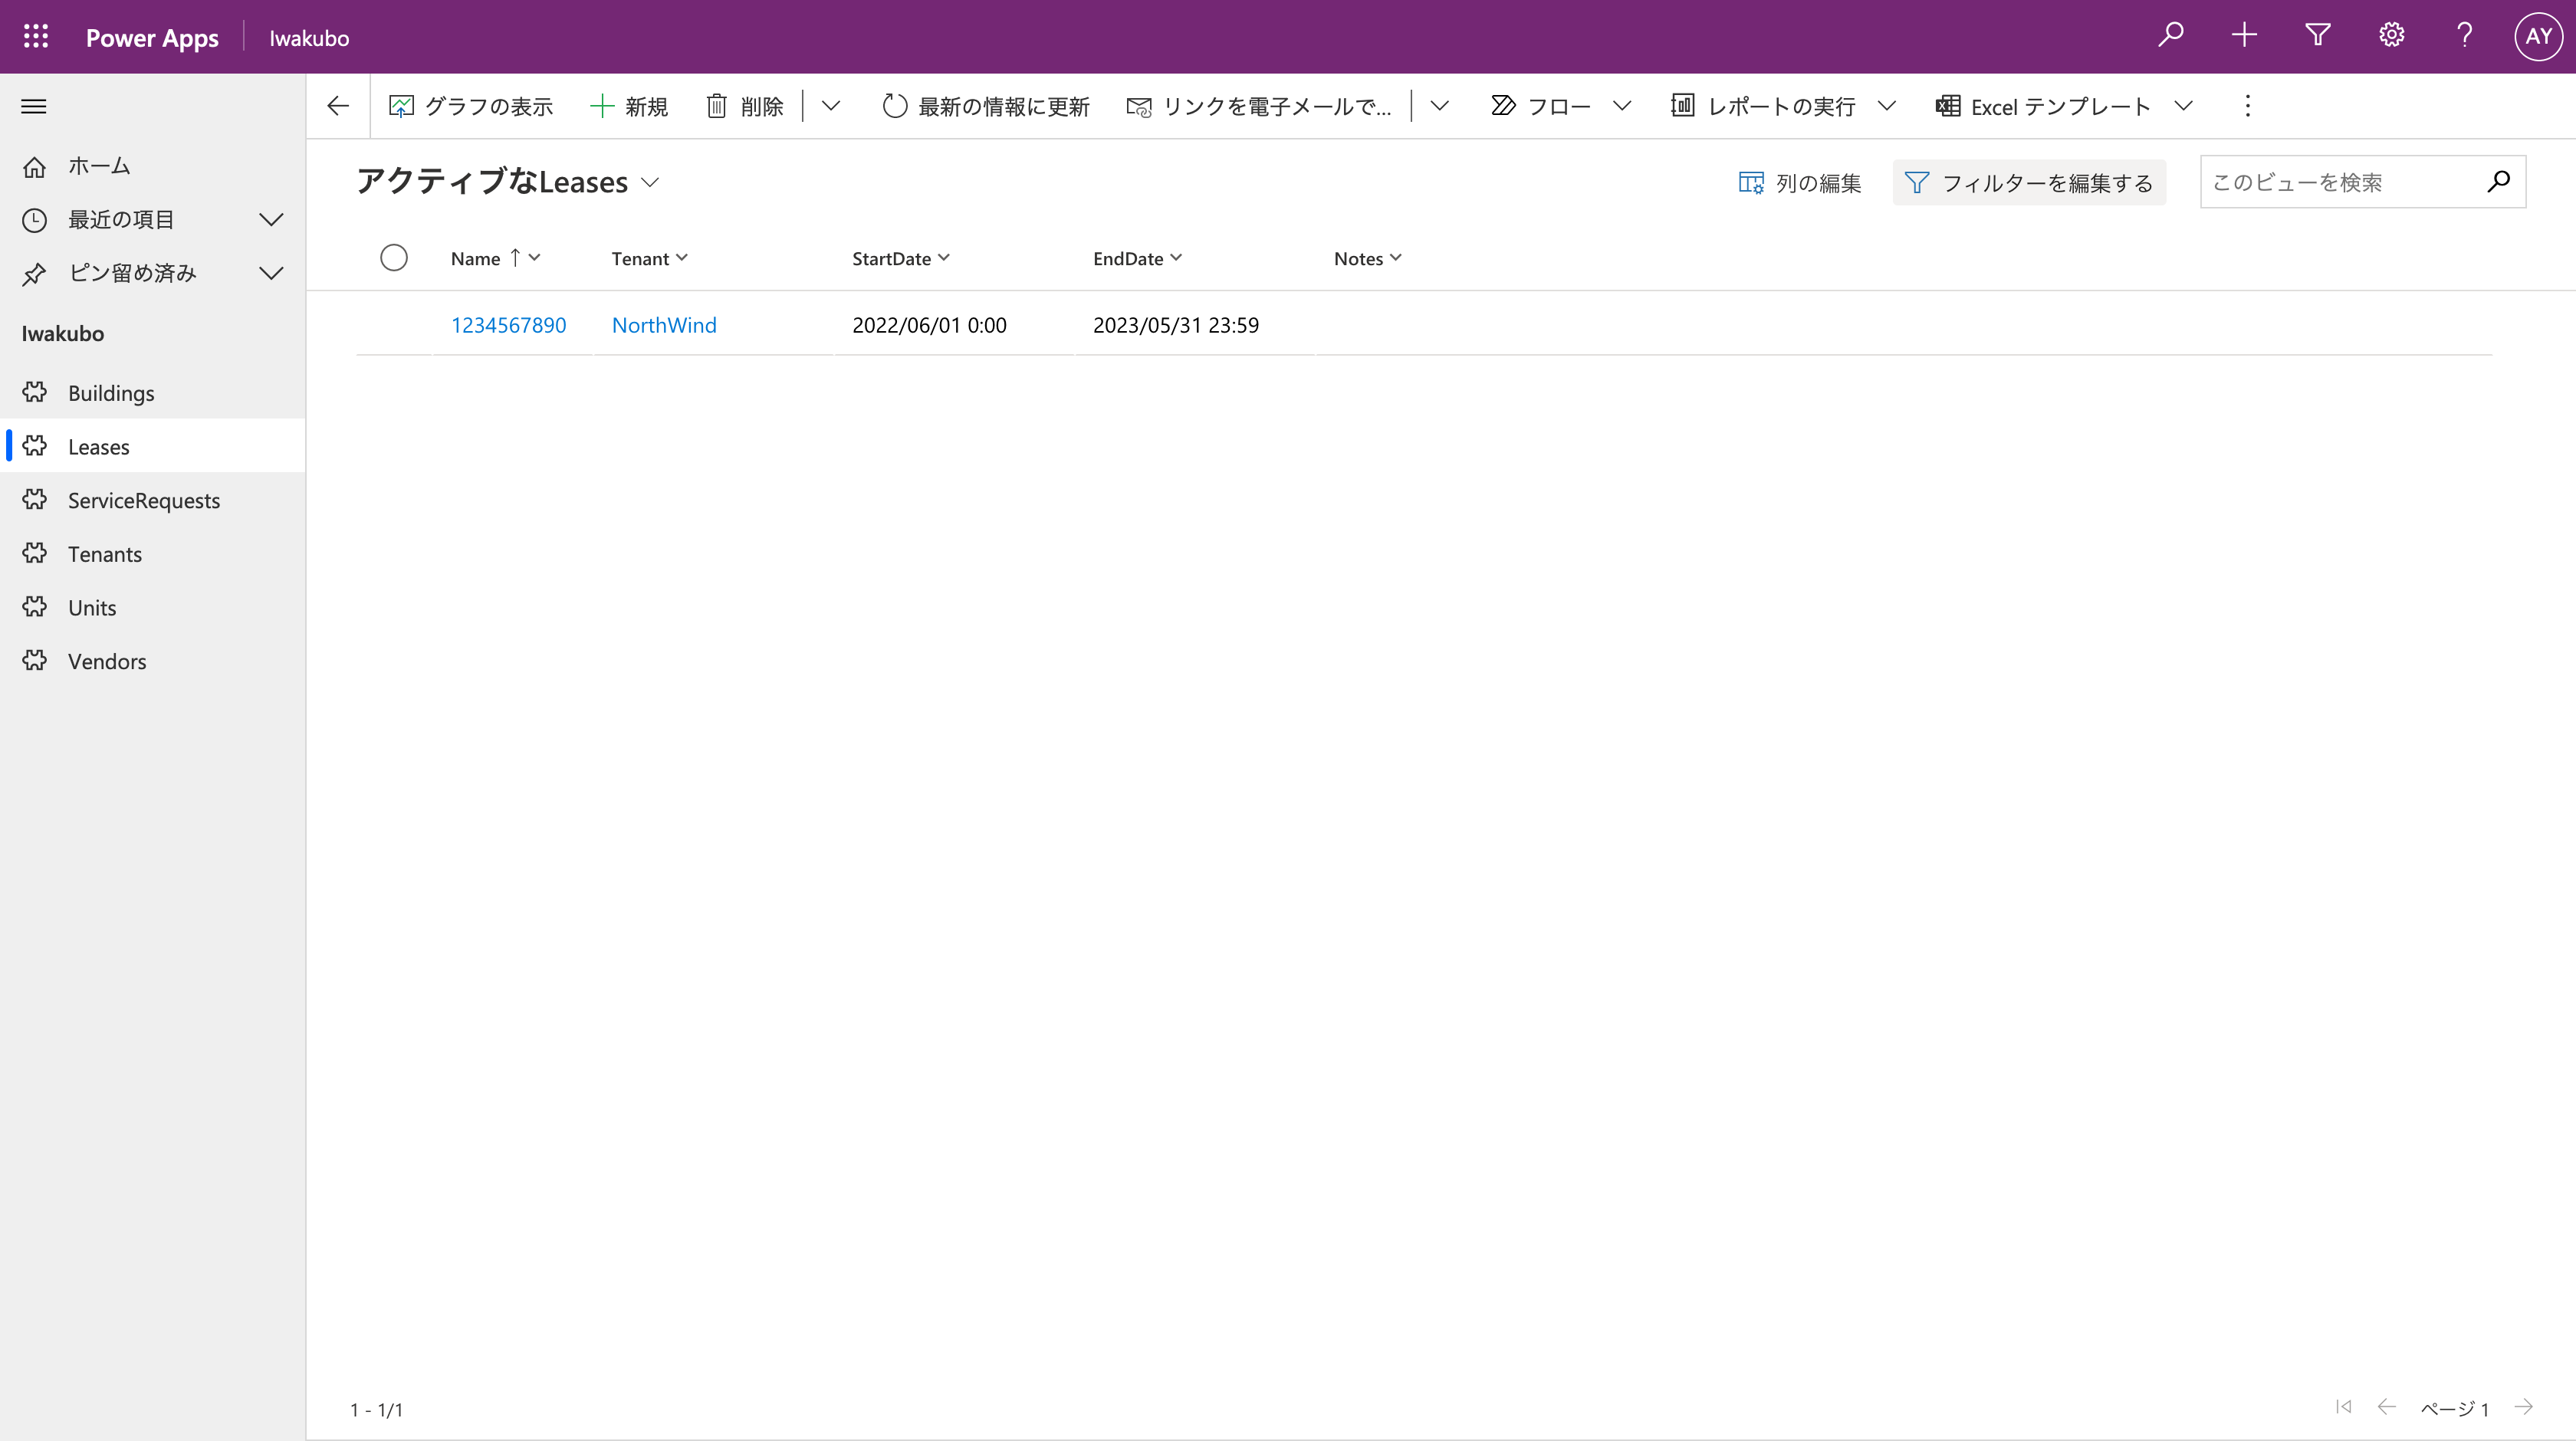 Power Apps Iwakubo AY
グラフの表示 新規 削除 最新の情報に更新 リンクを電子メールで... フロー レポートの実行 Excel テンプレート
ホーム
最近の項目
ピン留め済み
Iwakubo
Buildings
Leases
ServiceRequests
Tenants
Units
Vendors
アクティブなLeases 列の編集 フィルターを編集する このビューを検索
Name Tenant StartDate EndDate Notes
1234567890 NorthWind 2022/06/01 0:00 2023/05/31 23:59
1 - 1/1 ページ 1